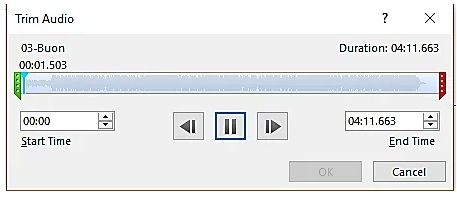 Trim Audio ?
03-Buon Duration: 04:11.663
00:01.503
00:00 04:11.663
Start Time End Time
OK Cancel